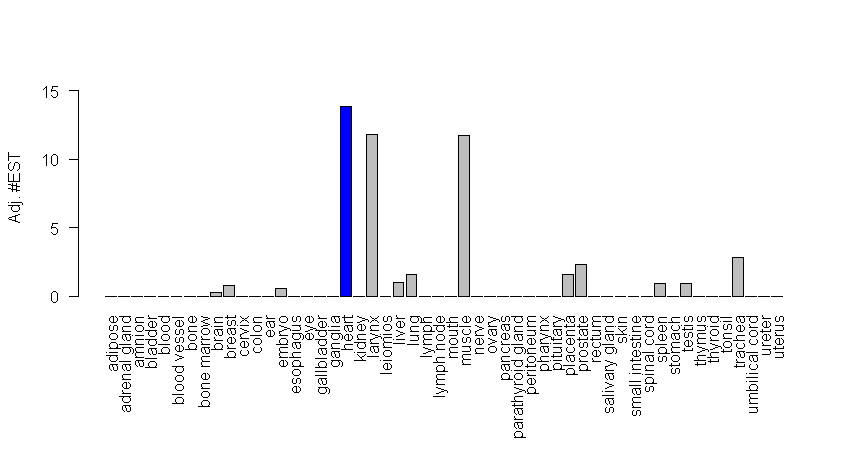 Adj. #EST
15
10
5
0
adipose
adrenal gland
amnion
bladder
blood
blood vessel
bone
bone marrow
brain
breast
cervix
colon
ear
embryo
esophagus
eye
gallbladder
ganglia
heart
kidney
larynx
leiomios
liver
lung
lymph
lymph node
mouth
muscle
nerve
ovary
pancreas
parathyroid gland
peritoneum
pharynx
pituitary
placenta
prostate
rectum
salivary gland
skin
small intestine
spinal cord
spleen
stomach
testis
thymus
thyroid
tonsil
trachea
umbilical cord
ureter
uterus